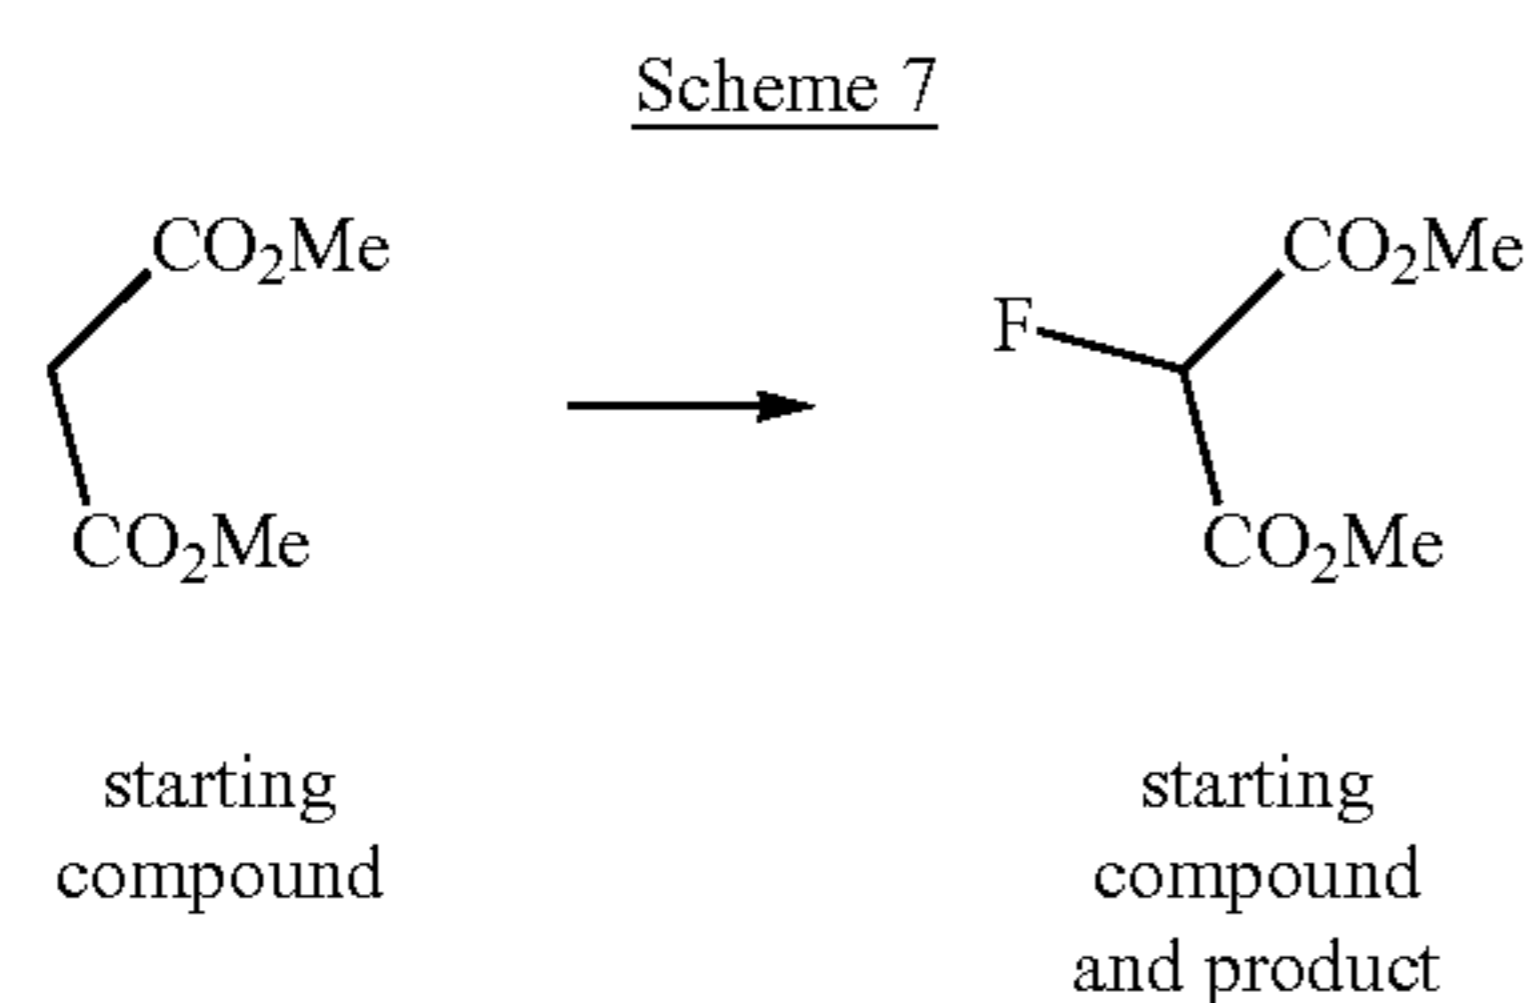 Scheme 7
CO₂Me
CO₂Me
F
CO₂Me
CO₂Me
starting
compound
starting
compound
and product